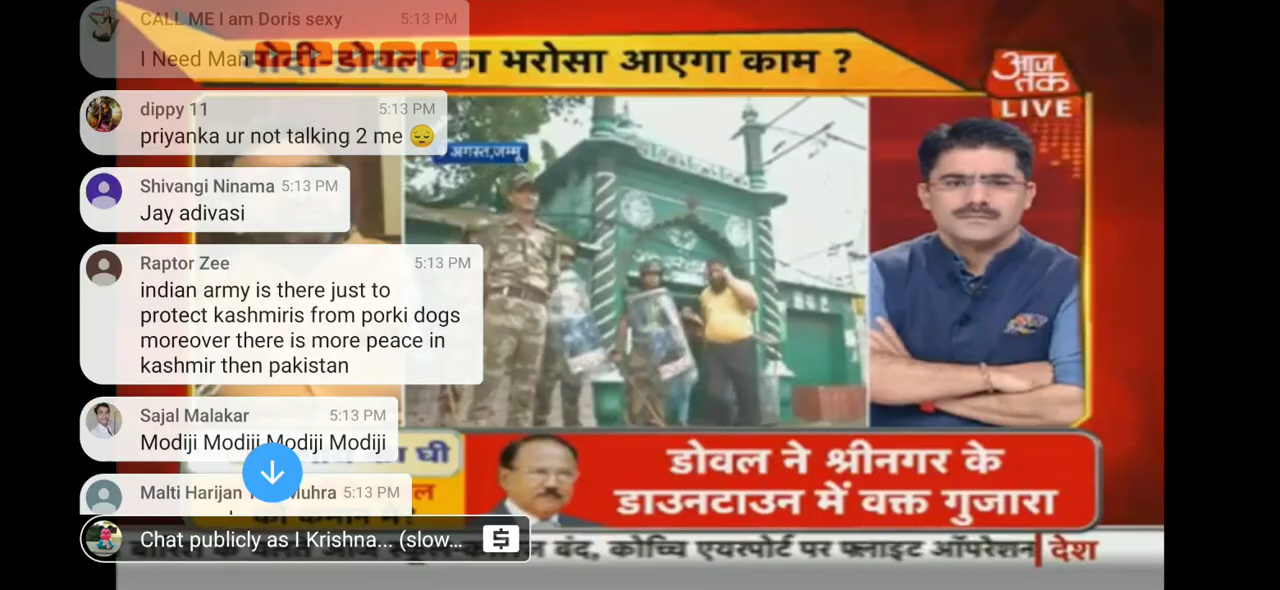 CALL ME I am Doris sexy 5:13 PM
I Need Man
मोदी-डोवल का भरोसा आएगा काम ?
आज
तक
LIVE
dippy 11 5:13 PM
priyanka ur not talking 2 me 😔
अगस्त,जम्मू
Shivangi Ninama 5:13 PM
Jay adivasi
Raptor Zee 5:13 PM
indian army is there just to
protect kashmiris from porki dogs
moreover there is more peace in
kashmir then pakistan
Sajal Malakar 5:13 PM
Modiji Modiji Modiji Modiji
घी
डोवल ने श्रीनगर के
डाउनटाउन में वक्त गुजारा
Malti Harijan 5:13 PM
Chat publicly as I Krishna... (slow...
बंद, कोच्चि एयरपोर्ट पर फ्लाइट ऑपरेशन
देश